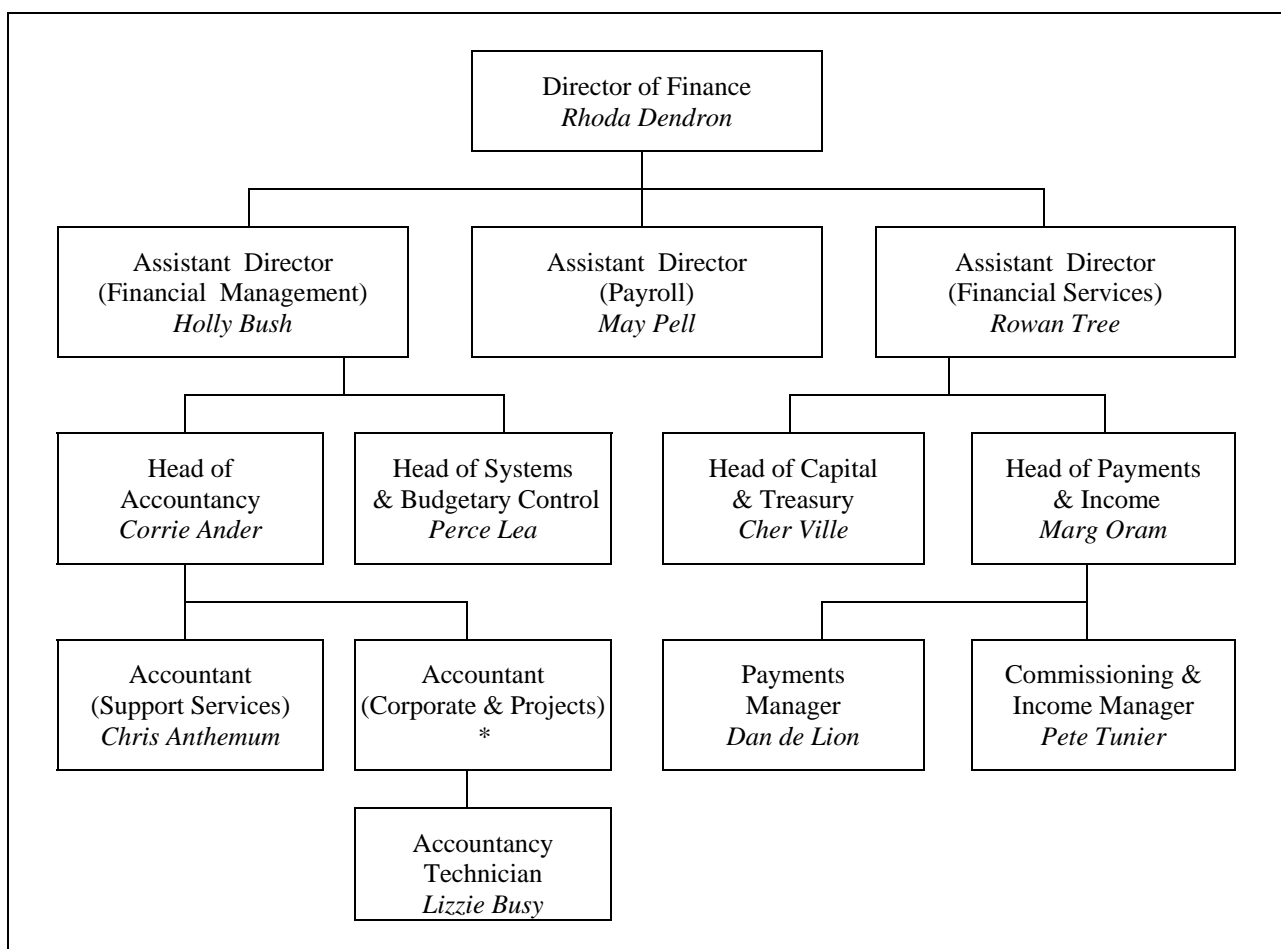 Director of Finance
Rhoda Dendron
Assistant Director
(Financial Management)
Holly Bush
Assistant Director
(Payroll)
May Pell
Assistant Director
(Financial Services)
Rowan Tree
Head of
Accountancy
Corrie Ander
Head of Systems
& Budgetary Control
Perce Lea
Head of Capital
& Treasury
Cher Ville
Head of Payments
& Income
Marg Oram
Accountant
(Support Services)
Chris Anthemum
Accountant
(Corporate & Projects)
*
Payments
Manager
Dan de Lion
Commissioning &
Income Manager
Pete Tunier
Accountancy
Technician
Lizzie Busy